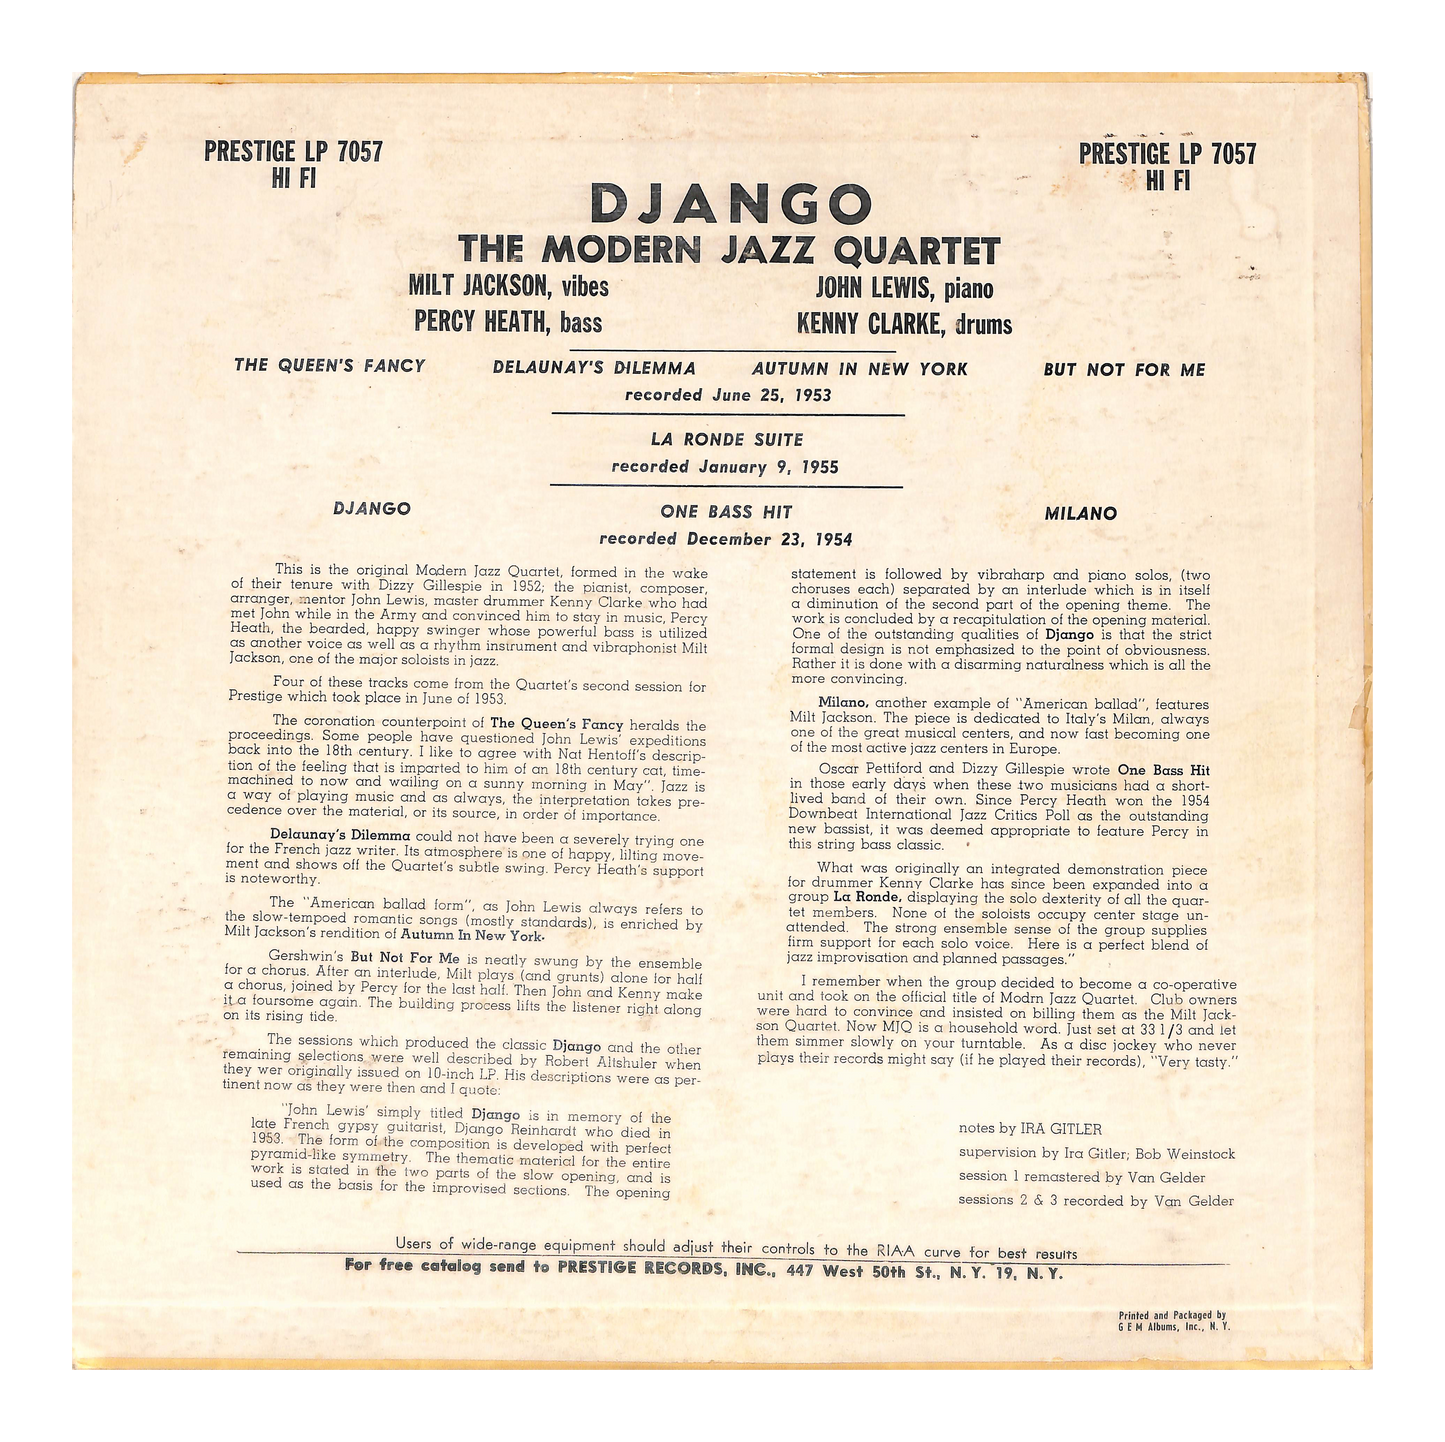 PRESTIGE LP 7057
HI FI
PRESTIGE LP 7057
HI FI
DJANGO
THE MODERN JAZZ QUARTET
MILT JACKSON, vibes
JOHN LEWIS, piano
PERCY HEATH, bass
KENNY CLARKE, drums
THE QUEEN'S FANCY DELAUNAY'S DILEMMA AUTUMN IN NEW YORK BUT NOT FOR ME
recorded June 25, 1953
LA RONDE SUITE
recorded January 9, 1955
DJANGO ONE BASS HIT MILANO
recorded December 23, 1954
This is the original Modern Jazz Quartet, formed in the wake
of their tenure with Dizzy Gillespie in 1952; the pianist, composer,
arranger, mentor John Lewis, master drummer Kenny Clarke who had
met John while in the Army and convinced him to stay in music, Percy
Heath, the bearded, happy swinger whose powerful bass is utilized
as another voice as well as a rhythm instrument and vibraphonist Milt
Jackson, one of the major soloists in jazz.
Four of these tracks come from the Quartet's second session for
Prestige which took place in June of 1953.
The coronation counterpoint of The Queen's Fancy heralds the
proceedings. Some people have questioned John Lewis' expeditions
back into the 18th century. I like to agree with Nat Hentoff's descrip-
tion of the feeling that is imparted to him of an 18th century cat, time-
machined to now and wailing on a sunny morning in May". Jazz is
a way of playing music and as always, the interpretation takes pre-
cedence over the material, or its source, in order of importance.
Delaunay's Dilemma could not have been a severely trying one
for the French jazz writer. Its atmosphere is one of happy, lilting move-
ment and shows off the Quartet's subtle swing. Percy Heath's support
is noteworthy.
The "American ballad form", as John Lewis always refers to
the slow-tempoed romantic songs (mostly standards), is enriched by
Milt Jackson's rendition of Autumn In New York.
Gershwin's But Not For Me is neatly swung by the ensemble
for a chorus. After an interlude, Milt plays (and grunts) alone for half
a chorus, joined by Percy for the last half. Then John and Kenny make
it a foursome again. The building process lifts the listener right along
on its rising tide.
The sessions which produced the classic Django and the other
remaining selections were well described by Robert Altshuler when
they wer originally issued on 10-inch LP. His descriptions were as per-
tinent now as they were then and I quote:
"John Lewis' simply titled Django is in memory of the
late French gypsy guitarist, Django Reinhardt who died in
1953. The form of the composition is developed with perfect
pyramid-like symmetry. The thematic material for the entire
work is stated in the two parts of the slow opening, and is
used as the basis for the improvised sections. The opening
statement is followed by vibraharp and piano solos, (two
choruses each) separated by an interlude which is in itself
a diminution of the second part of the opening theme. The
work is concluded by a recapitulation of the opening material.
One of the outstanding qualities of Django is that the strict
formal design is not emphasized to the point of obviousness.
Rather it is done with a disarming naturalness which is all the
more convincing.
Milano, another example of "American ballad", features
Milt Jackson. The piece is dedicated to Italy's Milan, always
one of the great musical centers, and now fast becoming one
of the most active jazz centers in Europe.
Oscar Pettiford and Dizzy Gillespie wrote One Bass Hit
in those early days when these two musicians had a short-
lived band of their own. Since Percy Heath won the 1954
Downbeat International Jazz Critics Poll as the outstanding
new bassist, it was deemed appropriate to feature Percy in
this string bass classic.
What was originally an integrated demonstration piece
for drummer Kenny Clarke has since been expanded into a
group La Ronde, displaying the solo dexterity of all the quar-
tet members. None of the soloists occupy center stage un-
attended. The strong ensemble sense of the group supplies
firm support for each solo voice. Here is a perfect blend of
jazz improvisation and planned passages."
I remember when the group decided to become a co-operative
unit and took on the official title of Modrn Jazz Quartet. Club owners
were hard to convince and insisted on billing them as the Milt Jack-
son Quartet. Now MJQ is a household word. Just set at 33 1/3 and let
them simmer slowly on your turntable. As a disc jockey who never
plays their records might say (if he played their records), "Very tasty."
notes by IRA GITLER
supervision by Ira Gitler; Bob Weinstock
session 1 remastered by Van Gelder
sessions 2 & 3 recorded by Van Gelder
Users of wide-range equipment should adjust their controls to the RIAA curve for best results
For free catalog send to PRESTIGE RECORDS, INC., 447 West 50th St., N. Y. 19, N. Y.
Printed and Packaged by
G E M Albums, Inc., N. Y.